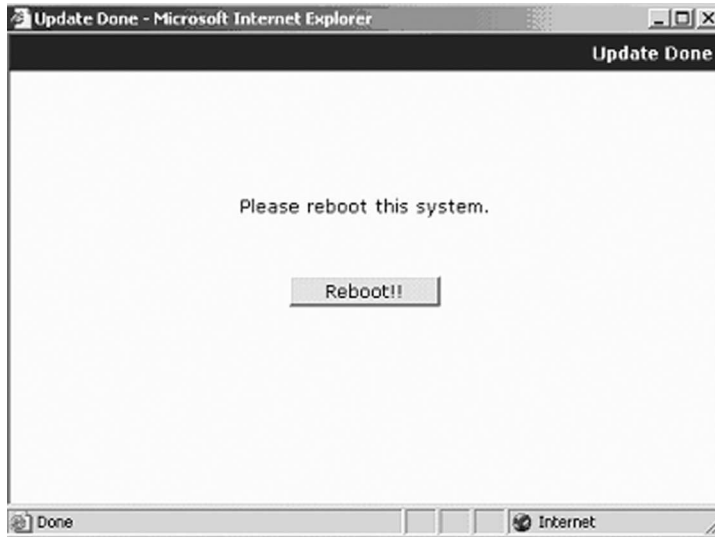 Update Done - Microsoft Internet Explorer
Update Done
Please reboot this system.
Reboot!!
Done
Internet